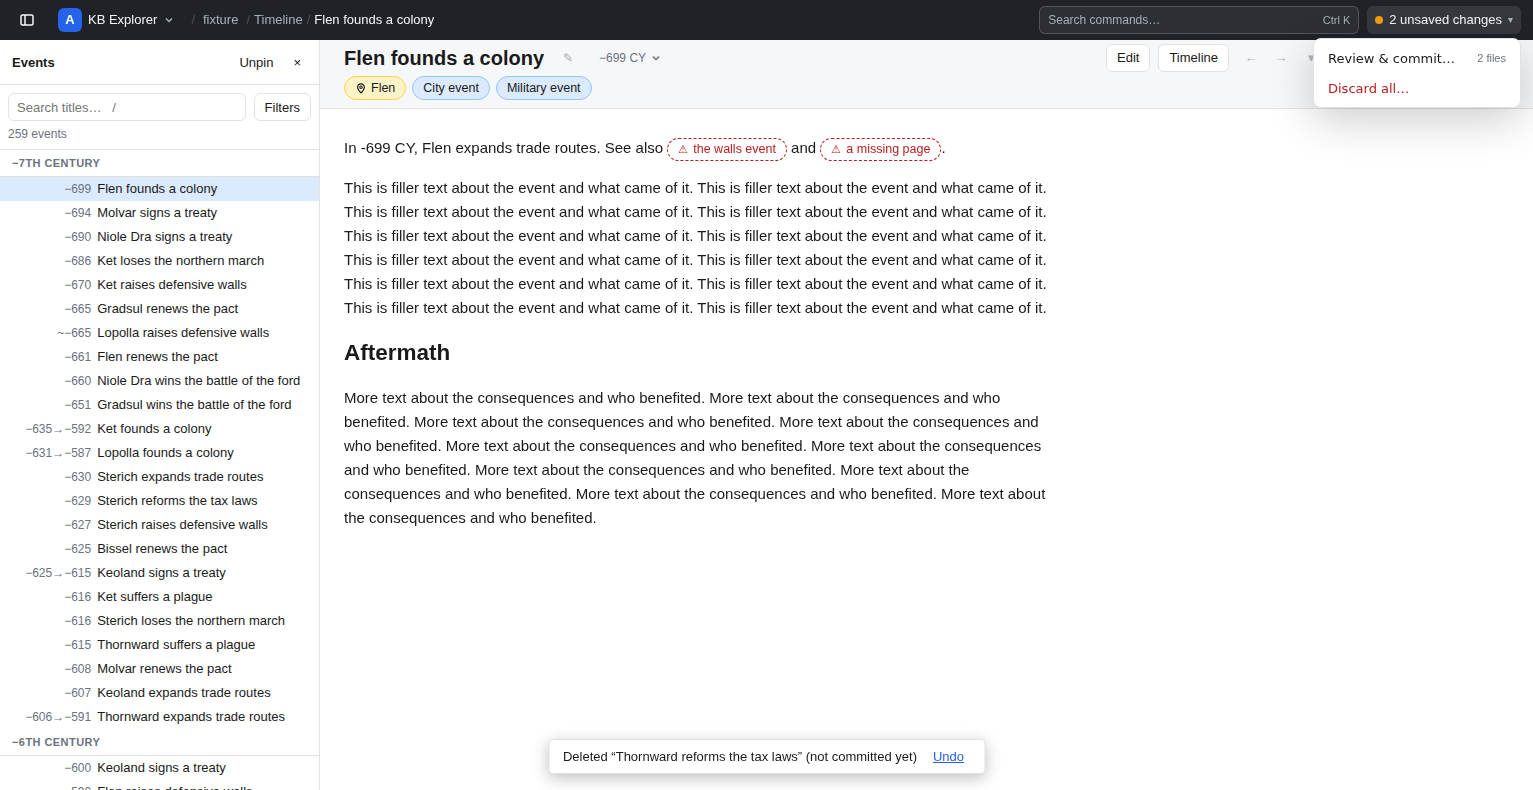 A KB Explorer / fixture / Timeline / Flen founds a colony
Search commands… Ctrl K
2 unsaved changes ▾
Review & commit… 2 files
Discard all…
Events Unpin ×
Search titles… /
Filters
259 events
−7TH CENTURY
−699 Flen founds a colony
−694 Molvar signs a treaty
−690 Niole Dra signs a treaty
−686 Ket loses the northern march
−670 Ket raises defensive walls
−665 Gradsul renews the pact
~−665 Lopolla raises defensive walls
−661 Flen renews the pact
−660 Niole Dra wins the battle of the ford
−651 Gradsul wins the battle of the ford
−635→−592 Ket founds a colony
−631→−587 Lopolla founds a colony
−630 Sterich expands trade routes
−629 Sterich reforms the tax laws
−627 Sterich raises defensive walls
−625 Bissel renews the pact
−625→−615 Keoland signs a treaty
−616 Ket suffers a plague
−616 Sterich loses the northern march
−615 Thornward suffers a plague
−608 Molvar renews the pact
−607 Keoland expands trade routes
−606→−591 Thornward expands trade routes
−6TH CENTURY
−600 Keoland signs a treaty
Flen founds a colony ✎ −699 CY
Edit Timeline ← →
Flen City event Military event
In -699 CY, Flen expands trade routes. See also ⚠ the walls event and ⚠ a missing page.
This is filler text about the event and what came of it. This is filler text about the event and what came of it.
This is filler text about the event and what came of it. This is filler text about the event and what came of it.
This is filler text about the event and what came of it. This is filler text about the event and what came of it.
This is filler text about the event and what came of it. This is filler text about the event and what came of it.
This is filler text about the event and what came of it. This is filler text about the event and what came of it.
This is filler text about the event and what came of it. This is filler text about the event and what came of it.
Aftermath
More text about the consequences and who benefited. More text about the consequences and who
benefited. More text about the consequences and who benefited. More text about the consequences and
who benefited. More text about the consequences and who benefited. More text about the consequences
and who benefited. More text about the consequences and who benefited. More text about the
consequences and who benefited. More text about the consequences and who benefited. More text about
the consequences and who benefited.
Deleted “Thornward reforms the tax laws” (not committed yet) Undo